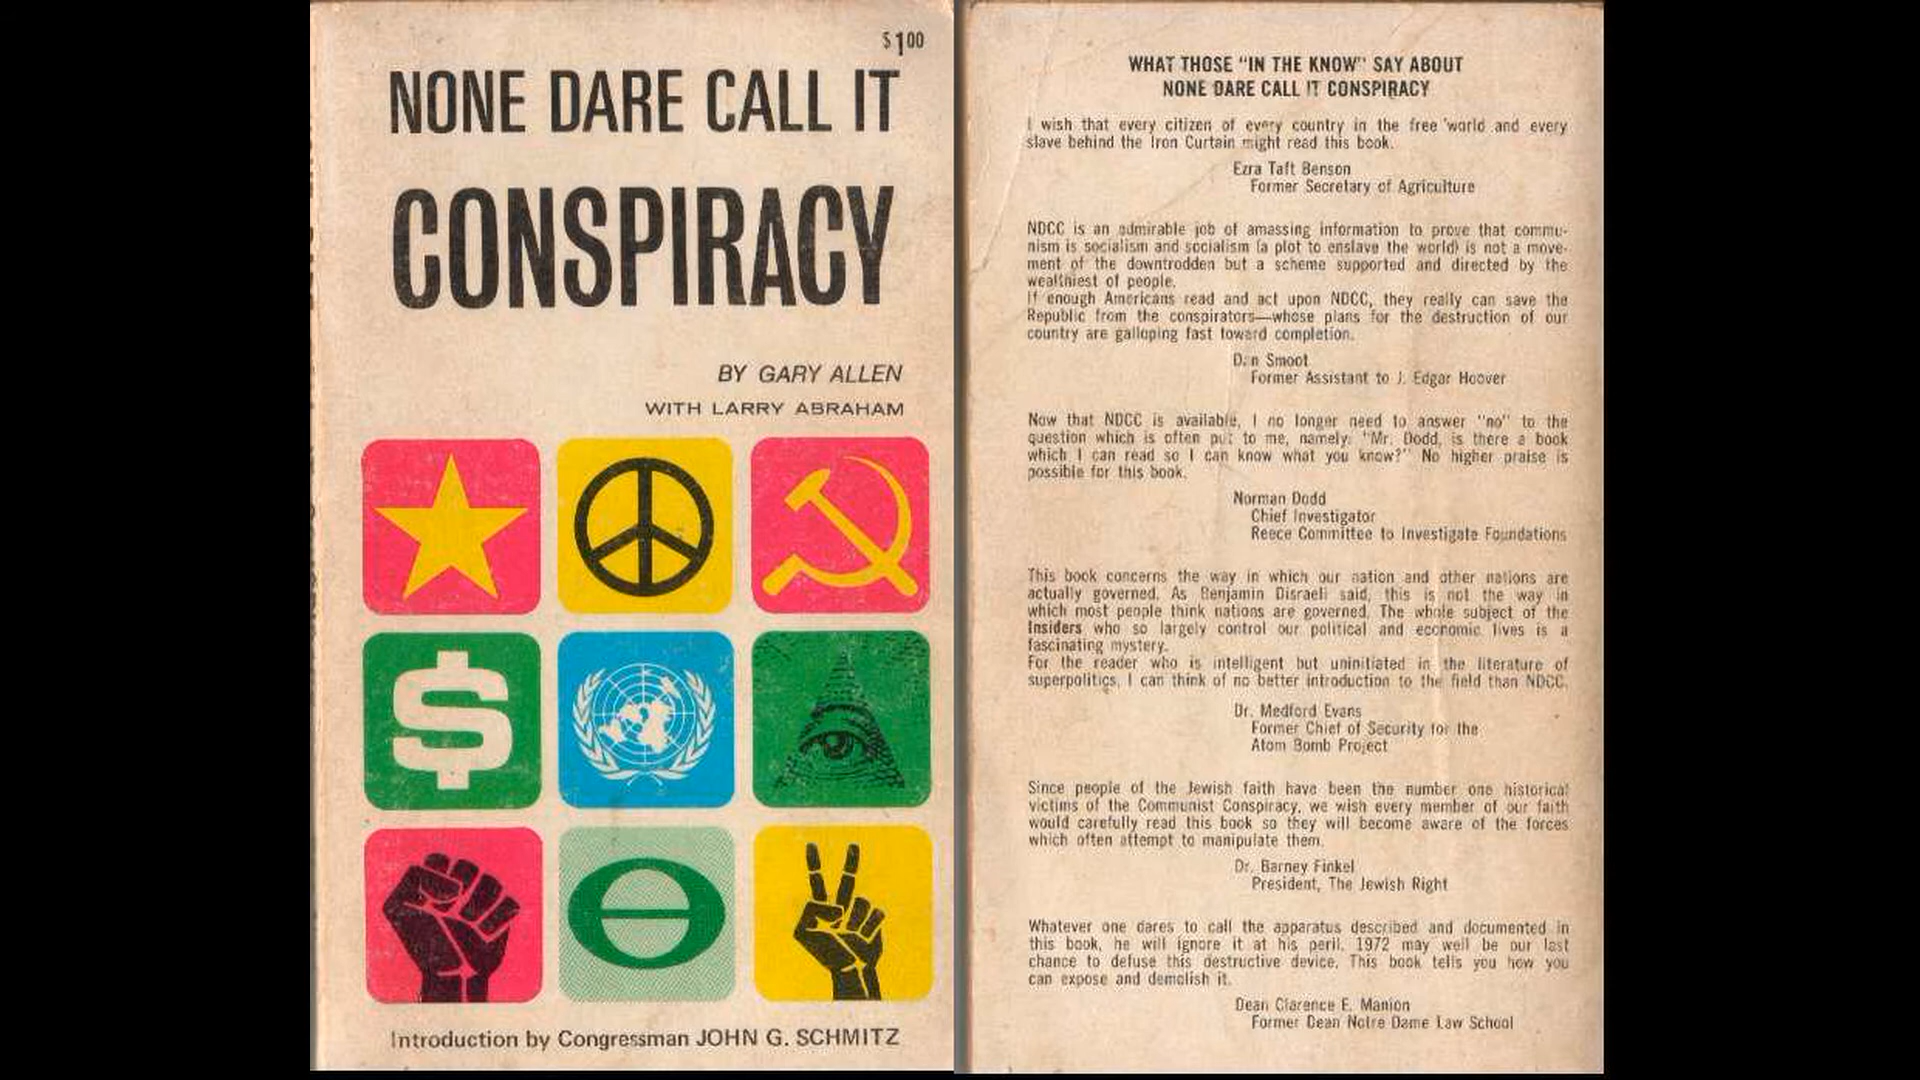 $1.00
NONE DARE CALL IT
CONSPIRACY
BY GARY ALLEN
WITH LARRY ABRAHAM
Introduction by Congressman JOHN G. SCHMITZ
WHAT THOSE "IN THE KNOW" SAY ABOUT
NONE DARE CALL IT CONSPIRACY
I wish that every citizen of every country in the free world and every
slave behind the Iron Curtain might read this book.
Ezra Taft Benson
Former Secretary of Agriculture
NDCC is an admirable job of amassing information to prove that commu-
nism is socialism and socialism (a plot to enslave the world) is not a move-
ment of the downtrodden but a scheme supported and directed by the
wealthiest of people.
If enough Americans read and act upon NDCC, they really can save the
Republic from the conspirators—whose plans for the destruction of our
country are galloping fast toward completion.
Dan Smoot
Former Assistant to J. Edgar Hoover
Now that NDCC is available, I no longer need to answer "no" to the
question which is often put to me, namely: "Mr. Dodd, is there a book
which I can read so I can know what you know?" No higher praise is
possible for this book.
Norman Dodd
Chief Investigator
Reece Committee to Investigate Foundations
This book concerns the way in which our nation and other nations are
actually governed. As Benjamin Disraeli said, this is not the way in
which most people think nations are governed. The whole subject of the
Insiders who so largely control our political and economic lives is a
fascinating mystery.
For the reader who is intelligent but uninitiated in the literature of
superpolitics, I can think of no better introduction to the field than NDCC.
Dr. Medford Evans
Former Chief of Security for the
Atom Bomb Project
Since people of the Jewish faith have been the number one historical
victims of the Communist Conspiracy, we wish every member of our faith
would carefully read this book so they will become aware of the forces
which often attempt to manipulate them.
Dr. Barney Finkel
President, The Jewish Right
Whatever one dares to call the apparatus described and documented in
this book, he will ignore it at his peril. 1972 may well be our last
chance to defuse this destructive device. This book tells you how you
can expose and demolish it.
Dean Clarence E. Manion
Former Dean Notre Dame Law School